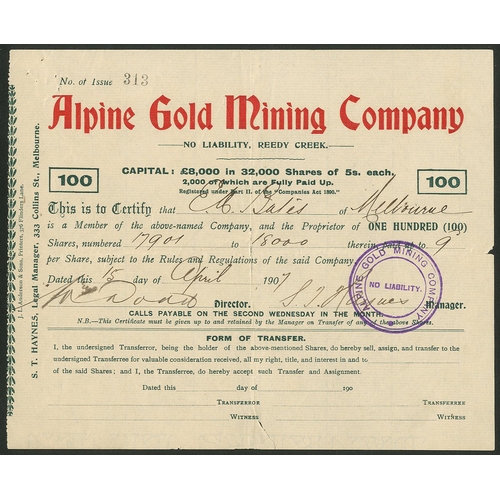 No. of Issue 313
Alpine Gold Mining Company
NO LIABILITY, REEDY CREEK.
CAPITAL: £8,000 in 32,000 Shares of 5s. each,
2,000 of which are Fully Paid Up.
Registered under Part II. of the "Companies Act 1890."
100
100
This is to Certify that C. M. Bates of Melbourne
is a Member of the above-named Company, and the Proprietor of ONE HUNDRED (100)
Shares, numbered 17901 to 18000 therein paid up to 9
per Share, subject to the Rules and Regulations of the said Company.
Dated this 15 day of April 1907
Director. S. T. Haynes Manager.
CALLS PAYABLE ON THE SECOND WEDNESDAY IN THE MONTH.
N.B.—This Certificate must be given up to and retained by the Manager on Transfer of any of the above Shares.
FORM OF TRANSFER.
I, the undersigned Transferror, being the holder of the above-mentioned Shares, do hereby sell, assign, and transfer to the
undersigned Transferree for valuable consideration received, all my right, title, and interest in and to
of the said Shares; and I, the Transferree, do hereby accept such Transfer and Assignment.
Dated this day of 190
TRANSFERROR TRANSFERREE
WITNESS WITNESS
S. T. HAYNES, Legal Manager, 333 Collins St., Melbourne.
J. J. Anderson & Sons, Printers, 376 Flinders Lane.
ALPINE GOLD MINING COMPANY
NO LIABILITY.